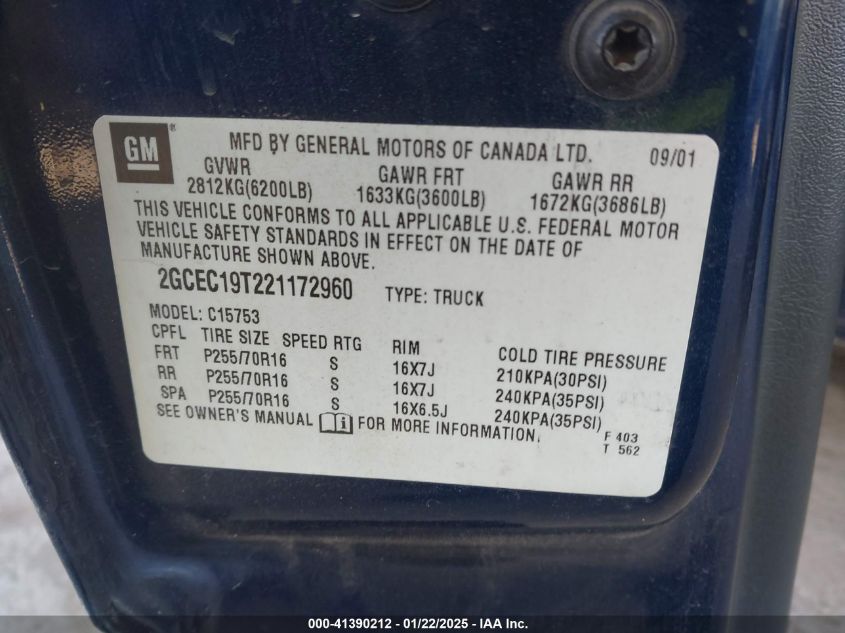 GM ® MFD BY GENERAL MOTORS OF CANADA LTD. 09/01
GVWR GAWR FRT GAWR RR
2812KG(6200LB) 1633KG(3600LB) 1672KG(3686LB)
THIS VEHICLE CONFORMS TO ALL APPLICABLE U.S. FEDERAL MOTOR
VEHICLE SAFETY STANDARDS IN EFFECT ON THE DATE OF
MANUFACTURE SHOWN ABOVE.
2GCEC19T221172960 TYPE: TRUCK
MODEL: C15753
CPFL TIRE SIZE SPEED RTG RIM COLD TIRE PRESSURE
FRT P255/70R16 S 16X7J 210KPA(30PSI)
RR P255/70R16 S 16X7J 240KPA(35PSI)
SPA P255/70R16 S 16X6.5J 240KPA(35PSI)
SEE OWNER'S MANUAL i FOR MORE INFORMATION.
F 403
T 562
000-41390212 - 01/22/2025 - IAA Inc.